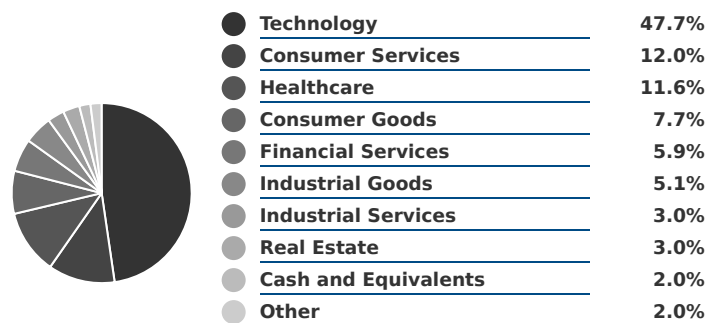 Technology 47.7%
Consumer Services 12.0%
Healthcare 11.6%
Consumer Goods 7.7%
Financial Services 5.9%
Industrial Goods 5.1%
Industrial Services 3.0%
Real Estate 3.0%
Cash and Equivalents 2.0%
Other 2.0%